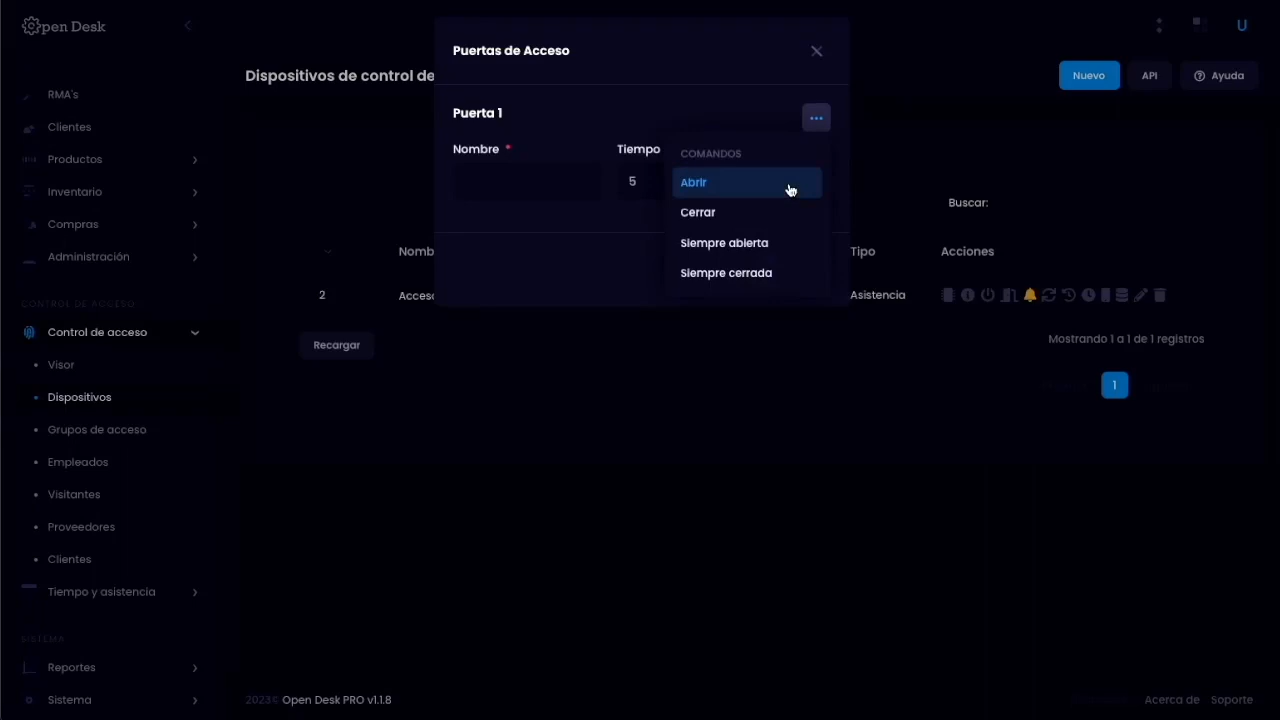 Open Desk
RMA's
Clientes
Productos
Inventario
Compras
Administración
CONTROL DE ACCESO
Control de acceso
Visor
Dispositivos
Grupos de acceso
Empleados
Visitantes
Proveedores
Clientes
Tiempo y asistencia
SISTEMA
Reportes
Sistema
Dispositivos de control de
Nuevo
API
Ayuda
U
Puertas de Acceso
Puerta 1
Nombre *
Tiempo
5
COMANDOS
Abrir
Cerrar
Siempre abierta
Siempre cerrada
Buscar:
Nomb
Tipo
Acciones
2
Acceso
Asistencia
Recargar
Mostrando 1 a 1 de 1 registros
1
2023© Open Desk PRO v1.1.8
Acerca de
Soporte